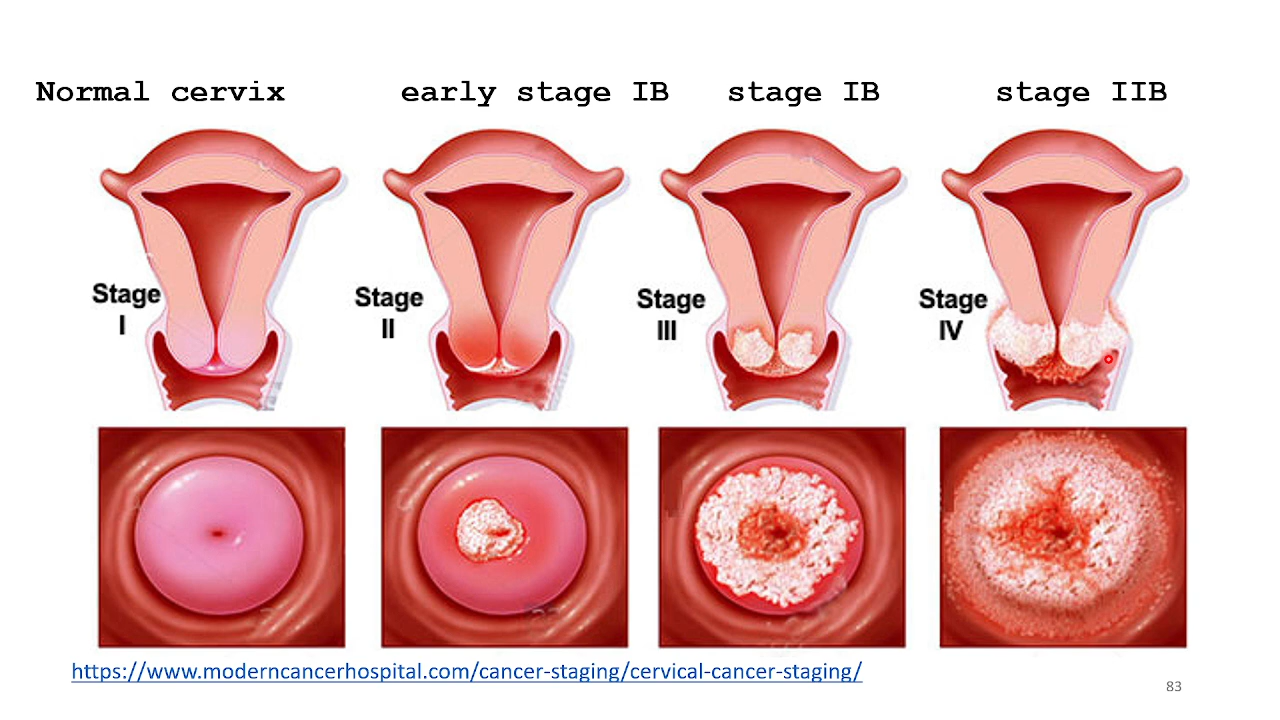 Normal cervix
early stage IB
stage IB
stage IIB
Stage
I
Stage
II
Stage
III
Stage
IV
https://www.moderncancerhospital.com/cancer-staging/cervical-cancer-staging/
83